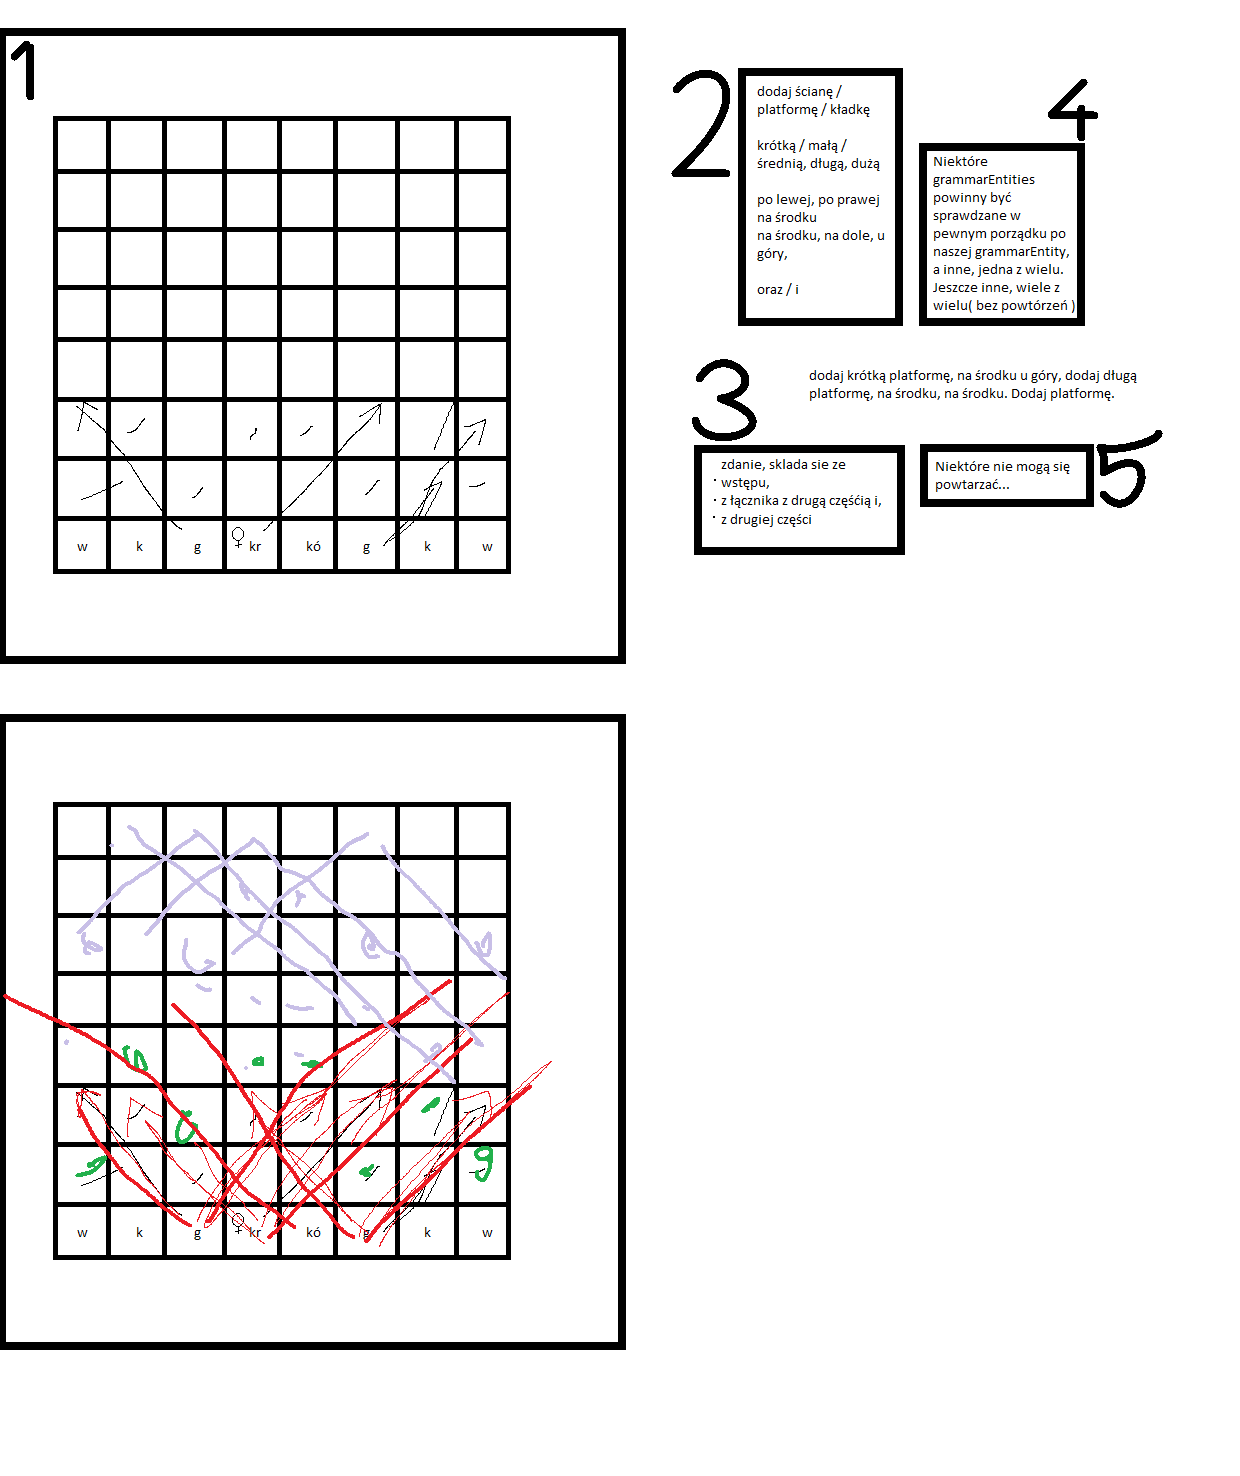 1
w k g kr kó g k w
2
dodaj ścianę /
platformę / kładkę
krótką / małą /
średnią, długą, dużą
po lewej, po prawej
na środku
na środku, na dole, u
góry,
oraz / i
4
Niektóre
grammarEntities
powinny być
sprawdzane w
pewnym porządku po
naszej grammarEntity,
a inne, jedna z wielu.
Jeszcze inne, wiele z
wielu( bez powtórzeń )
3
dodaj krótką platformę, na środku u góry, dodaj długą
platformę, na środku, na środku. Dodaj platformę.
zdanie, sklada sie ze
· wstępu,
· z łącznika z drugą częśćią i,
· z drugiej części
5
Niektóre nie mogą się
powtarzać...
w k g kr kó g k w